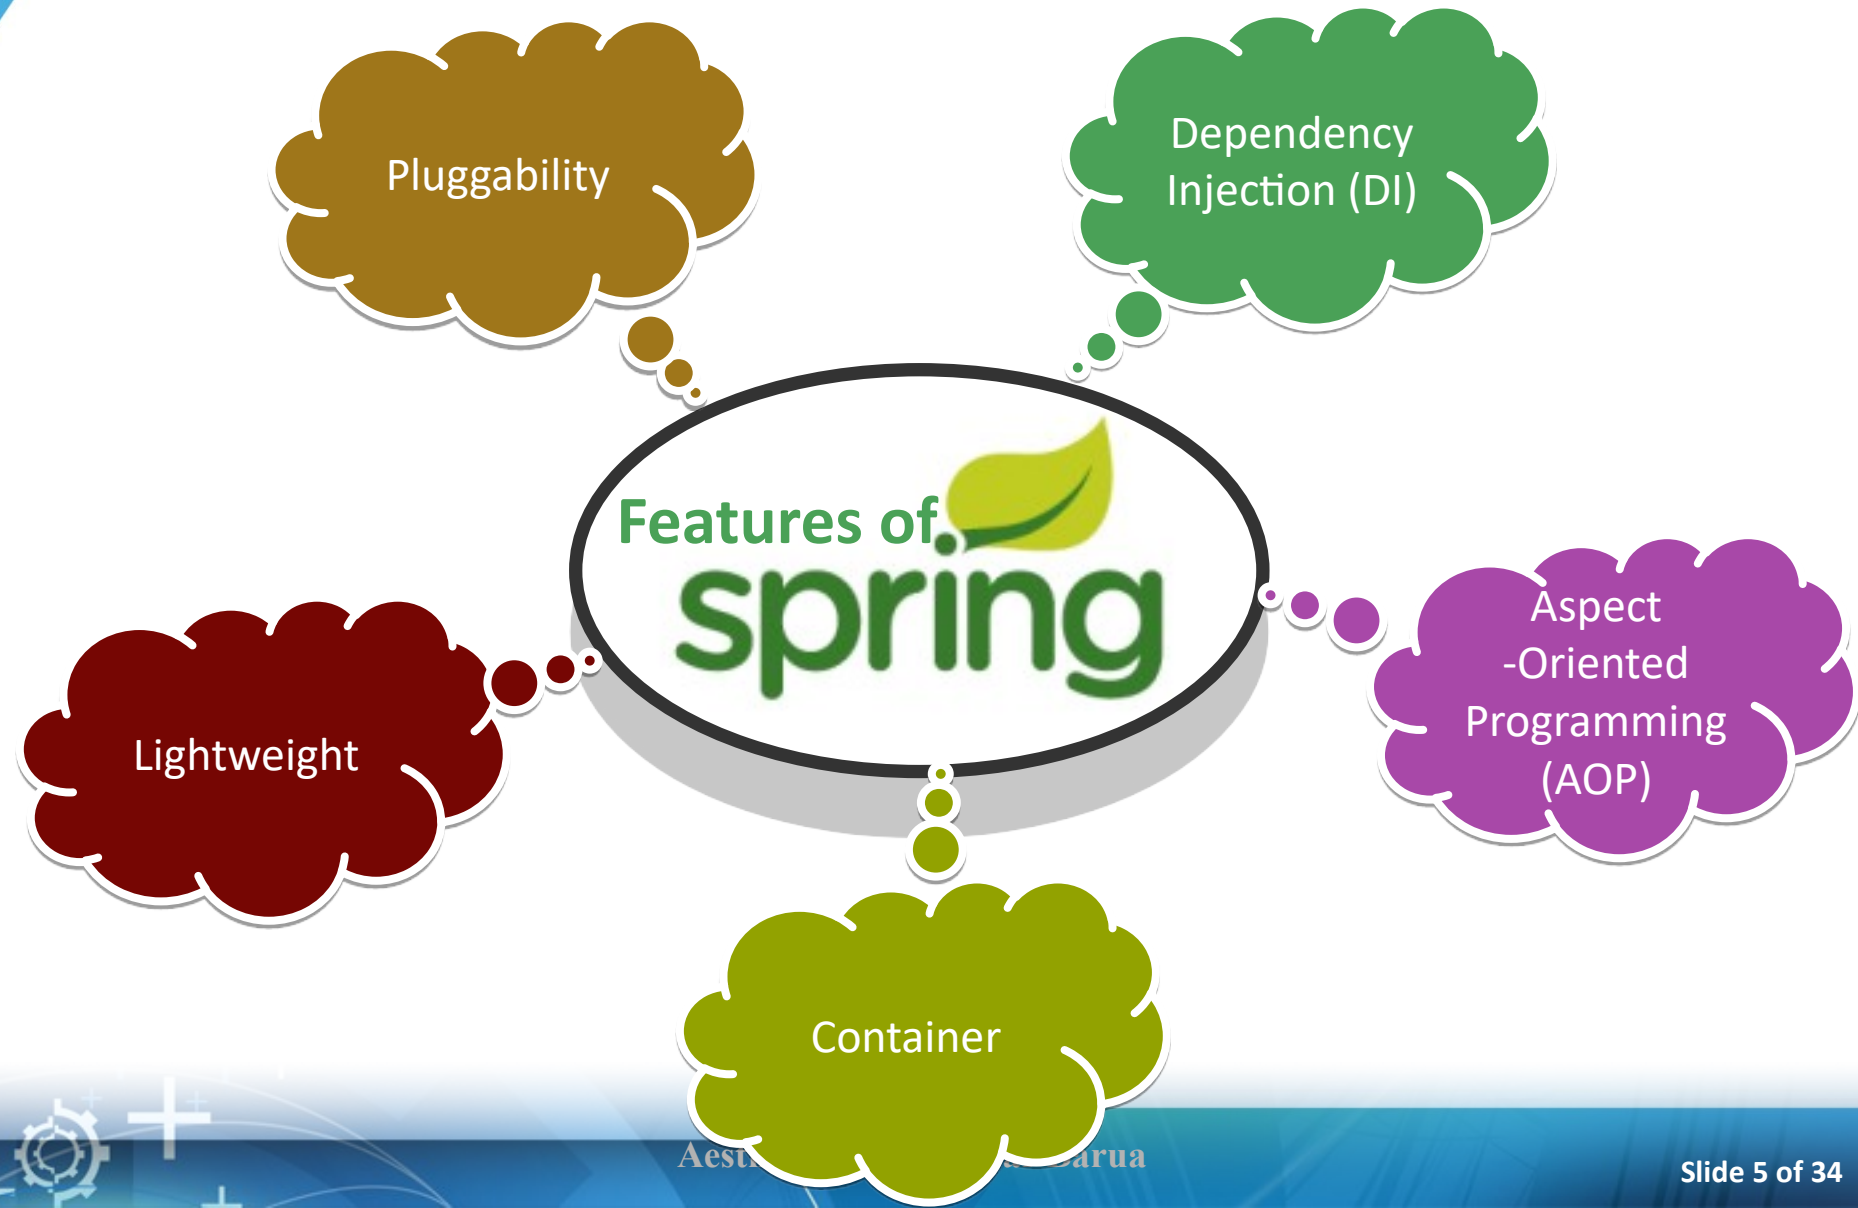 Pluggability
Dependency
Injection (DI)
Features of
spring
Aspect
-Oriented
Programming
(AOP)
Lightweight
Container
Slide 5 of 34